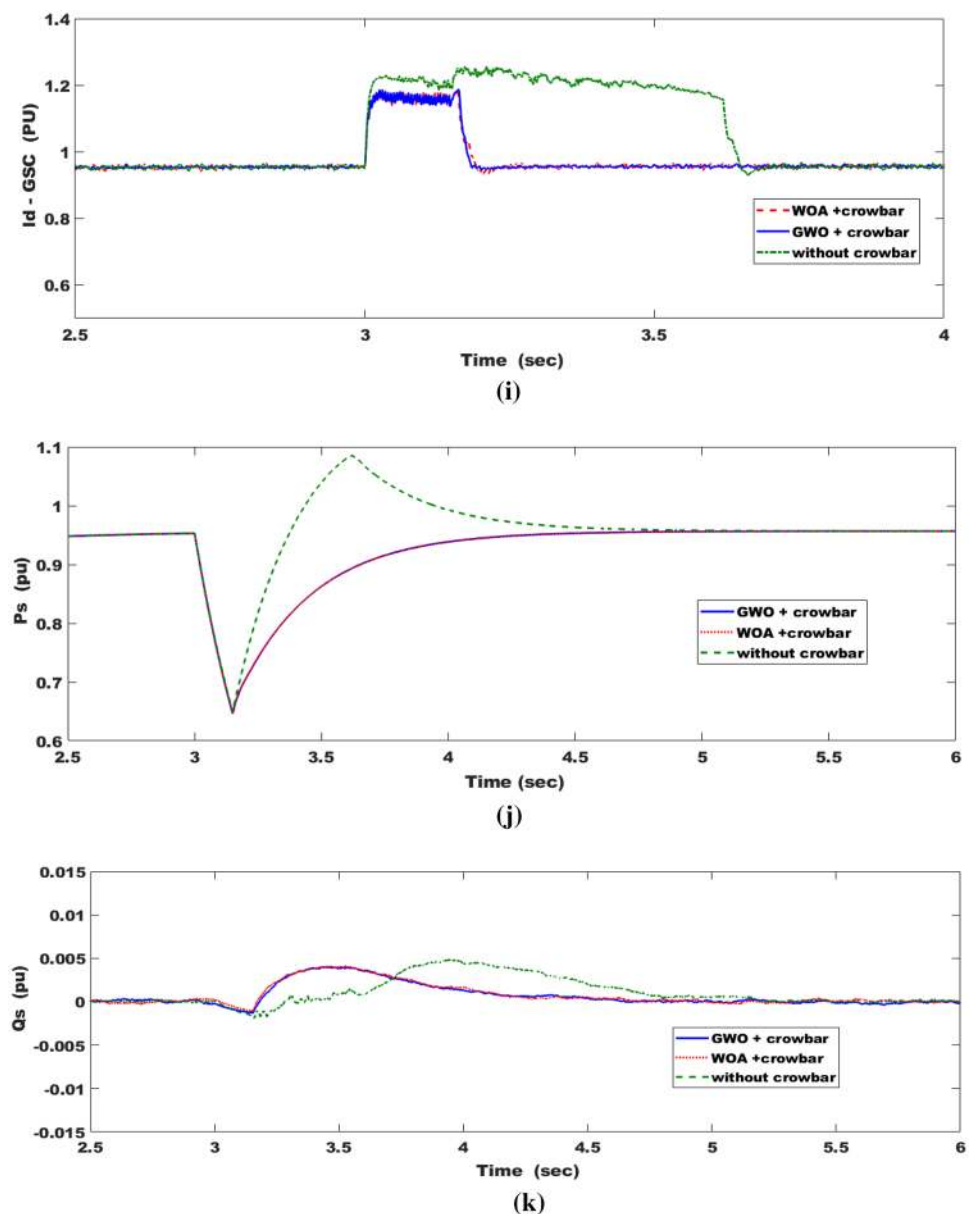 1.4
1.2
1
0.8
0.6
Id - GSC (PU)
WOA +crowbar
GWO + crowbar
without crowbar
2.5 3 3.5 4
Time (sec)
(i)
1.1
1
0.9
0.8
0.7
0.6
Ps (pu)
GWO + crowbar
WOA +crowbar
without crowbar
2.5 3 3.5 4 4.5 5 5.5 6
Time (sec)
(j)
0.015
0.01
0.005
0
-0.005
-0.01
-0.015
Qs (pu)
GWO + crowbar
WOA +crowbar
without crowbar
2.5 3 3.5 4 4.5 5 5.5 6
Time (sec)
(k)